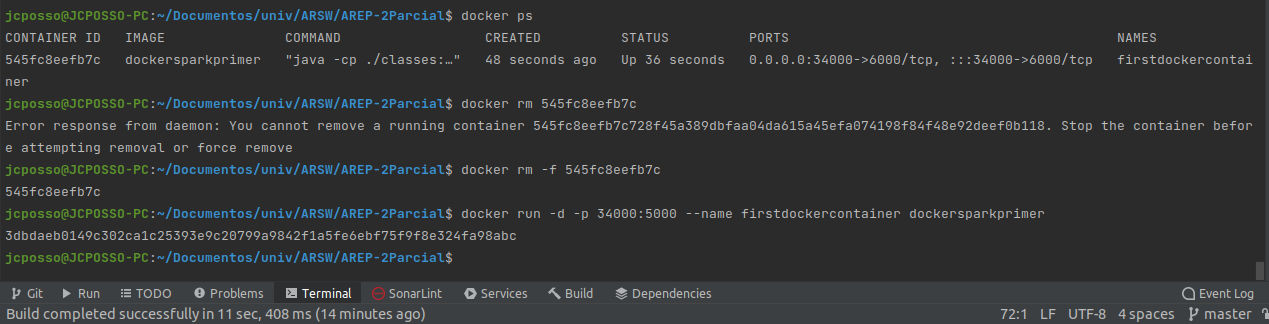 jcposso@JCPOSSO-PC:~/Documentos/univ/ARSW/AREP-2Parcial$ docker ps
CONTAINER ID   IMAGE               COMMAND                  CREATED          STATUS          PORTS                                         NAMES
545fc8eefb7c   dockersparkprimer   "java -cp ./classes:…"   48 seconds ago   Up 36 seconds   0.0.0.0:34000->6000/tcp, :::34000->6000/tcp   firstdockercontai
ner
jcposso@JCPOSSO-PC:~/Documentos/univ/ARSW/AREP-2Parcial$ docker rm 545fc8eefb7c
Error response from daemon: You cannot remove a running container 545fc8eefb7c728f45a389dbfaa04da615a45efa074198f84f48e92deef0b118. Stop the container befor
e attempting removal or force remove
jcposso@JCPOSSO-PC:~/Documentos/univ/ARSW/AREP-2Parcial$ docker rm -f 545fc8eefb7c
545fc8eefb7c
jcposso@JCPOSSO-PC:~/Documentos/univ/ARSW/AREP-2Parcial$ docker run -d -p 34000:5000 --name firstdockercontainer dockersparkprimer
3dbdaeb0149c302ca1c25393e9c20799a9842f1a5fe6ebf75f9f8e324fa98abc
jcposso@JCPOSSO-PC:~/Documentos/univ/ARSW/AREP-2Parcial$
Git Run TODO Problems Terminal SonarLint Services Build Dependencies Event Log
Build completed successfully in 11 sec, 408 ms (14 minutes ago) 72:1 LF UTF-8 4 spaces master